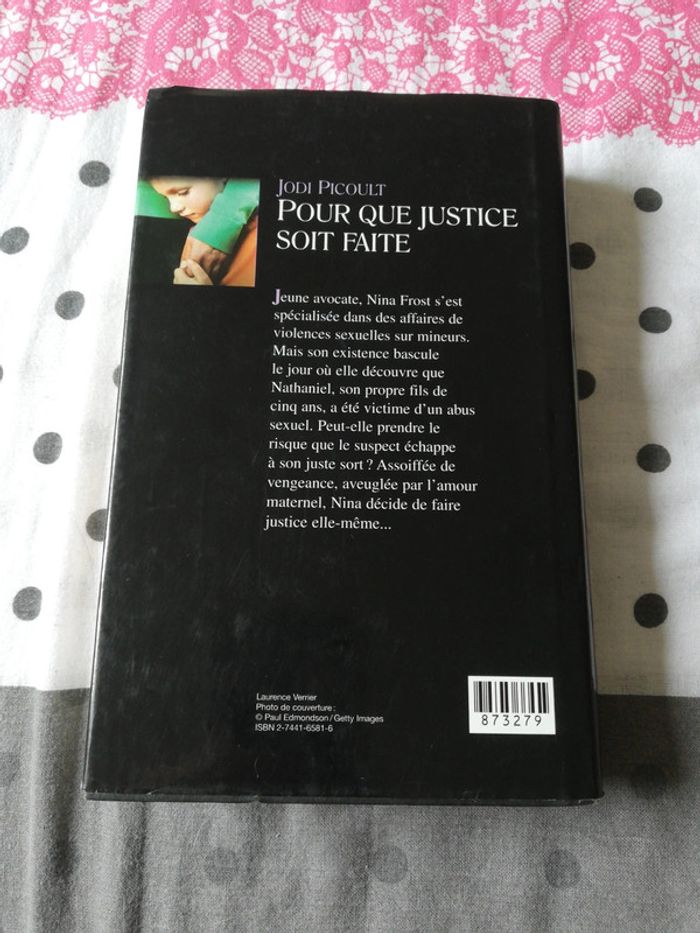 JODI PICOULT
POUR QUE JUSTICE
SOIT FAITE
Jeune avocate, Nina Frost s'est
spécialisée dans des affaires de
violences sexuelles sur mineurs.
Mais son existence bascule
le jour où elle découvre que
Nathaniel, son propre fils de
cinq ans, a été victime d'un abus
sexuel. Peut-elle prendre le
risque que le suspect échappe
à son juste sort ? Assoiffée de
vengeance, aveuglée par l'amour
maternel, Nina décide de faire
justice elle-même...
Laurence Verrier
Photo de couverture :
© Paul Edmondson / Getty Images
ISBN 2-7441-6581-6
873279